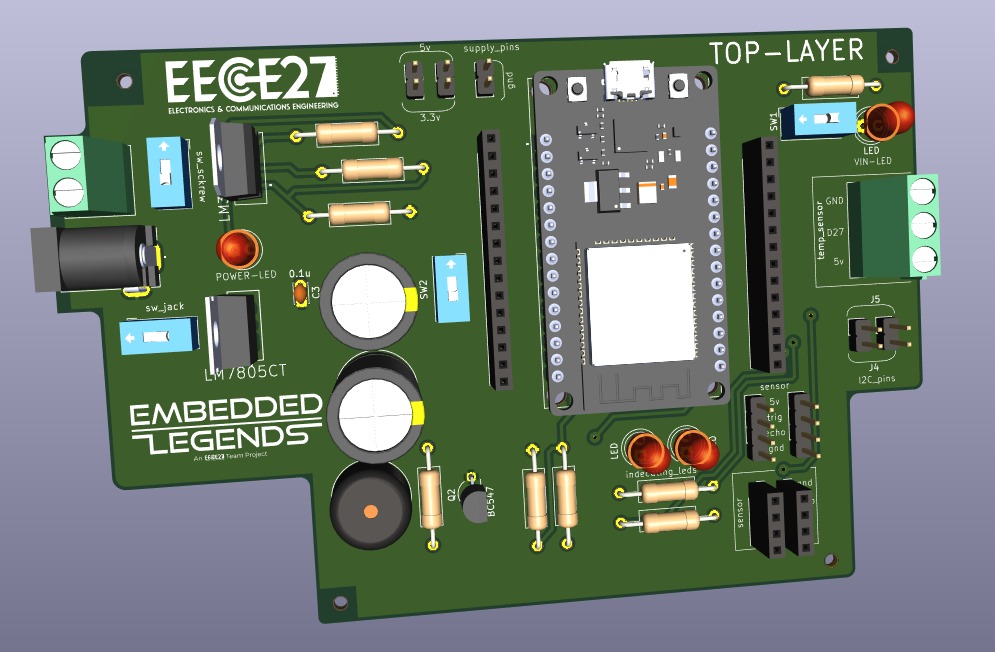 EECE27
ELECTRONICS & COMMUNICATIONS ENGINEERING
5v
supply_pins
gnd
3.3v
TOP-LAYER
SW1
LED
VIN-LED
sw_sckrew
GND
D27
5v
temp_sensor
POWER-LED
0.1u
C3
SW2
sw_jack
LM7805CT
J5
J4
I2C_pins
EMBEDDED
LEGENDS
An EECE27 Team Project
sensor
5v
trig
echo
gnd
LED
indecating_leds
Q2
BC547
sensor